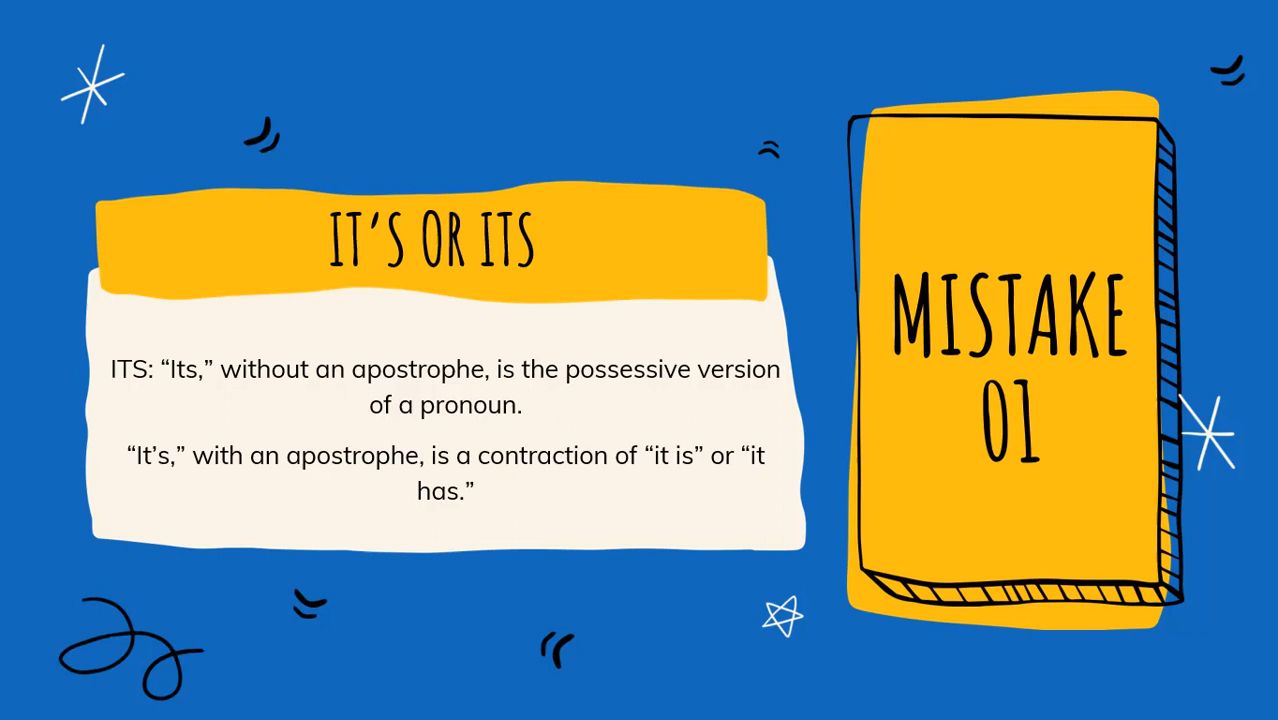 IT’S OR ITS
ITS: “Its,” without an apostrophe, is the possessive version
of a pronoun.
“It’s,” with an apostrophe, is a contraction of “it is” or “it
has.”
MISTAKE
01